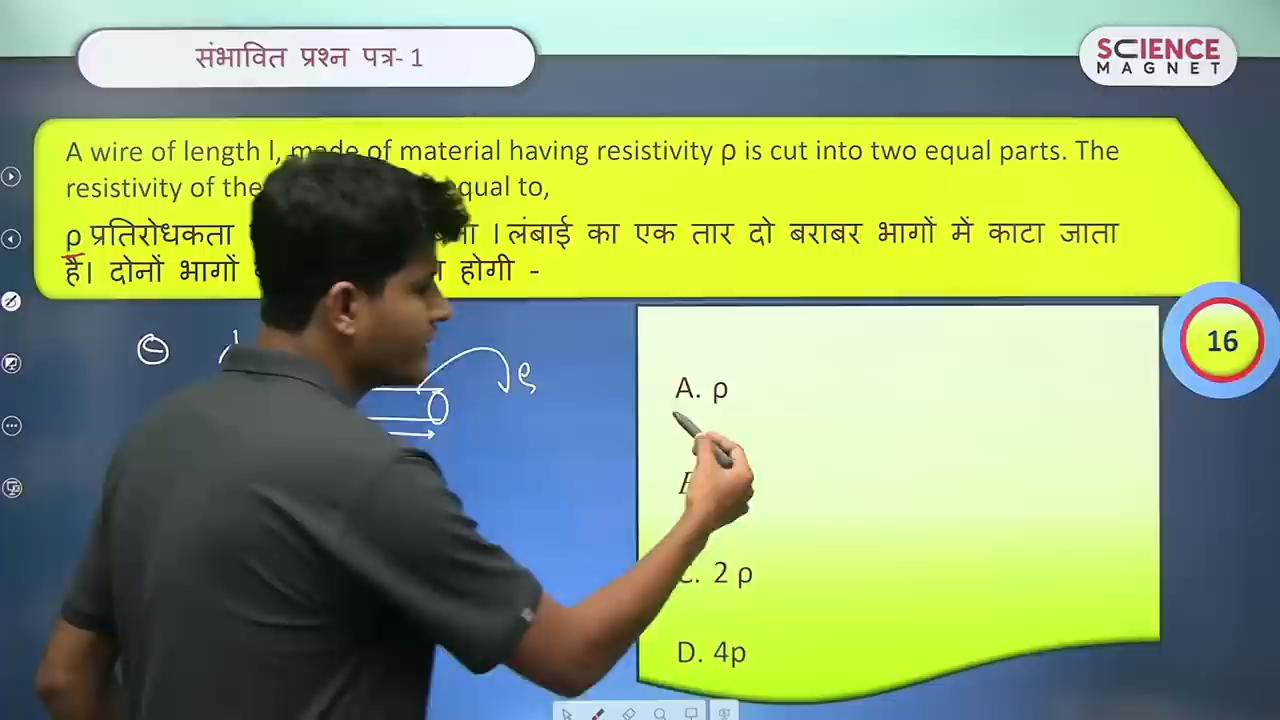 संभावित प्रश्न पत्र- 1
SCIENCE
MAGNET
A wire of length l, made of material having resistivity ρ is cut into two equal parts. The
resistivity of the equal to,
ρ प्रतिरोधकता l लंबाई का एक तार दो बराबर भागों में काटा जाता
है। दोनों भागों होगी -
16
A. ρ
ρ
C. 2 ρ
D. 4p